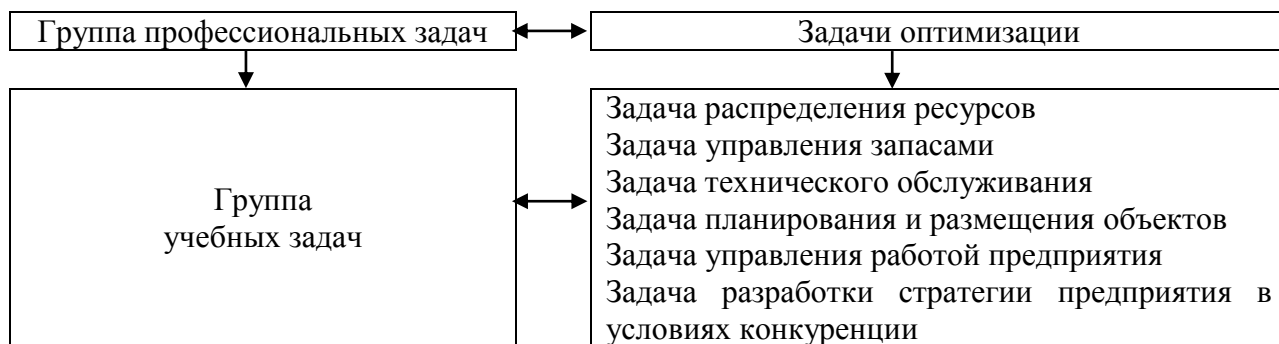 Группа профессиональных задач
Задачи оптимизации
Группа
учебных задач
Задача распределения ресурсов
Задача управления запасами
Задача технического обслуживания
Задача планирования и размещения объектов
Задача управления работой предприятия
Задача разработки стратегии предприятия в
условиях конкуренции